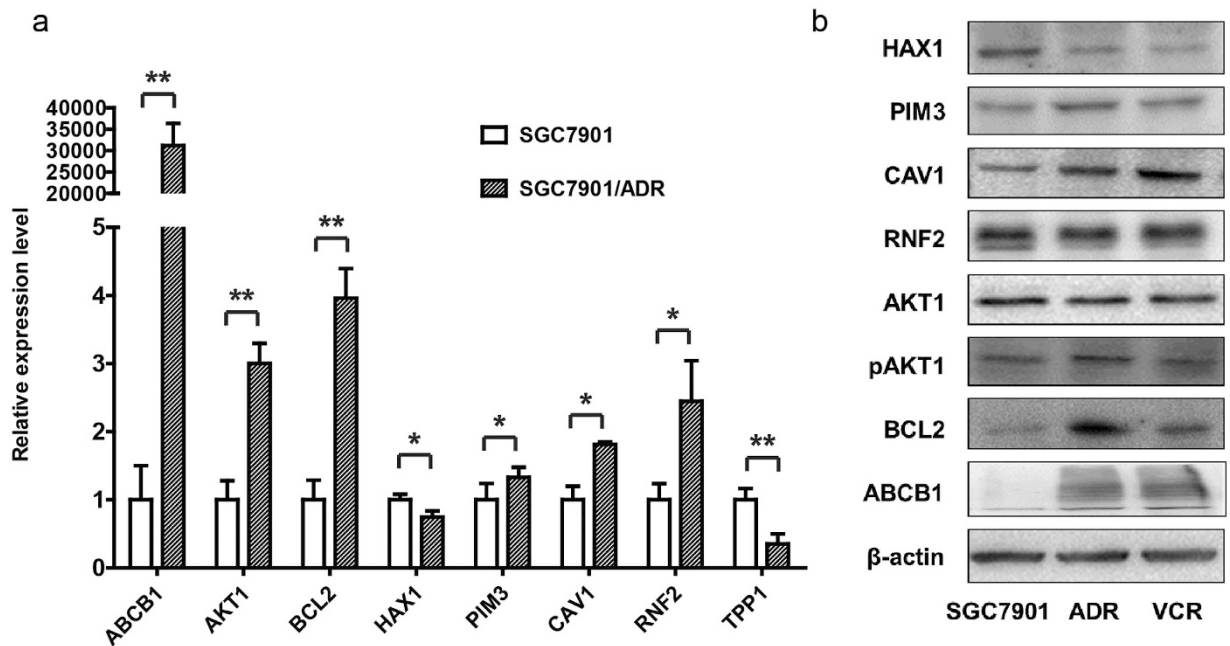 a
Relative expression level
40000
35000
30000
25000
20000
5
4
3
2
1
0
**
**
**
*
*
*
*
**
SGC7901
SGC7901/ADR
ABCB1
AKT1
BCL2
HAX1
PIM3
CAV1
RNF2
TPP1
b
HAX1
PIM3
CAV1
RNF2
AKT1
pAKT1
BCL2
ABCB1
β-actin
SGC7901 ADR VCR